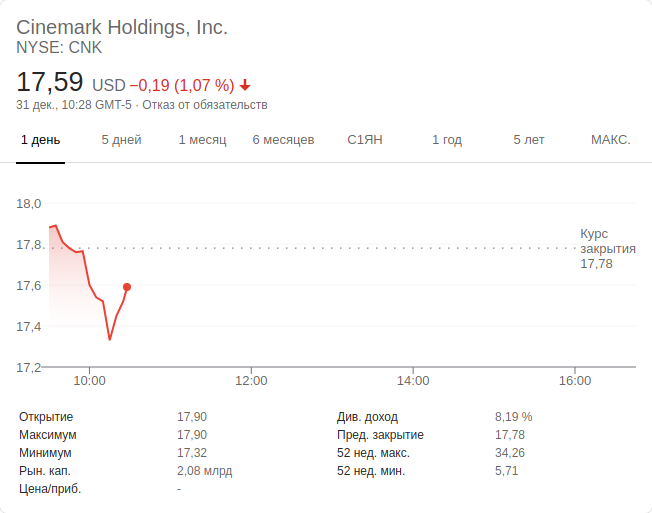 Cinemark Holdings, Inc.
NYSE: CNK
17,59 USD −0,19 (1,07 %)
31 дек., 10:28 GMT-5 · Отказ от обязательств
1 день 5 дней 1 месяц 6 месяцев С1ЯН 1 год 5 лет МАКС.
18,0
17,8
17,6
17,4
17,2
Курс
закрытия
17,78
10:00 12:00 14:00 16:00
Открытие 17,90
Максимум 17,90
Минимум 17,32
Рын. кап. 2,08 млрд
Цена/приб. -
Див. доход 8,19 %
Пред. закрытие 17,78
52 нед. макс. 34,26
52 нед. мин. 5,71